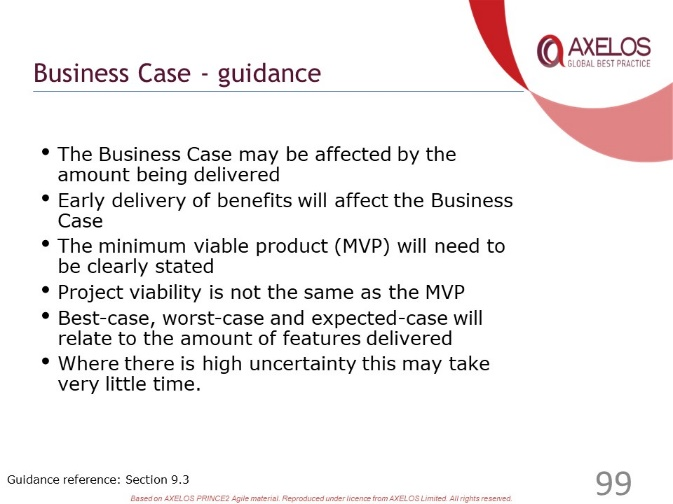 AXELOS
GLOBAL BEST PRACTICE
Business Case - guidance
• The Business Case may be affected by the
amount being delivered
• Early delivery of benefits will affect the Business
Case
• The minimum viable product (MVP) will need to
be clearly stated
• Project viability is not the same as the MVP
• Best-case, worst-case and expected-case will
relate to the amount of features delivered
• Where there is high uncertainty this may take
very little time.
Guidance reference: Section 9.3
99
Based on AXELOS PRINCE2 Agile material. Reproduced under licence from AXELOS Limited. All rights reserved.